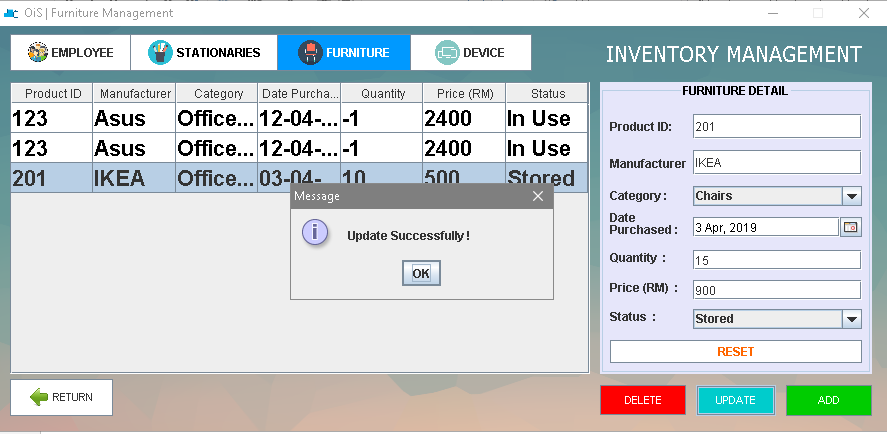 OiS | Furniture Management
EMPLOYEE STATIONARIES FURNITURE DEVICE
INVENTORY MANAGEMENT
Product ID Manufacturer Category Date Purcha... Quantity Price (RM) Status
123 Asus Office... 12-04-... -1 2400 In Use
123 Asus Office... 12-04-... -1 2400 In Use
201 IKEA Office... 03-04-... 10 500 Stored
Message
Update Successfully !
OK
FURNITURE DETAIL
Product ID: 201
Manufacturer IKEA
Category : Chairs
Date
Purchased : 3 Apr, 2019
Quantity : 15
Price (RM) : 900
Status : Stored
RESET
RETURN
DELETE UPDATE ADD